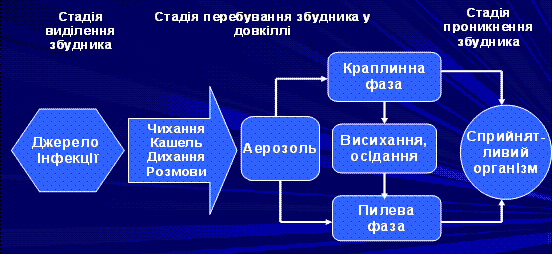 Стадія
виділення
збудника
Стадія перебування збудника у
довкіллі
Стадія
проникнення
збудника
Джерело
Інфекції
Чихання
Кашель
Дихання
Розмови
Аерозоль
Краплинна
фаза
Висихання,
осідання
Пилева
фаза
Сприйнят-
ливий
організм